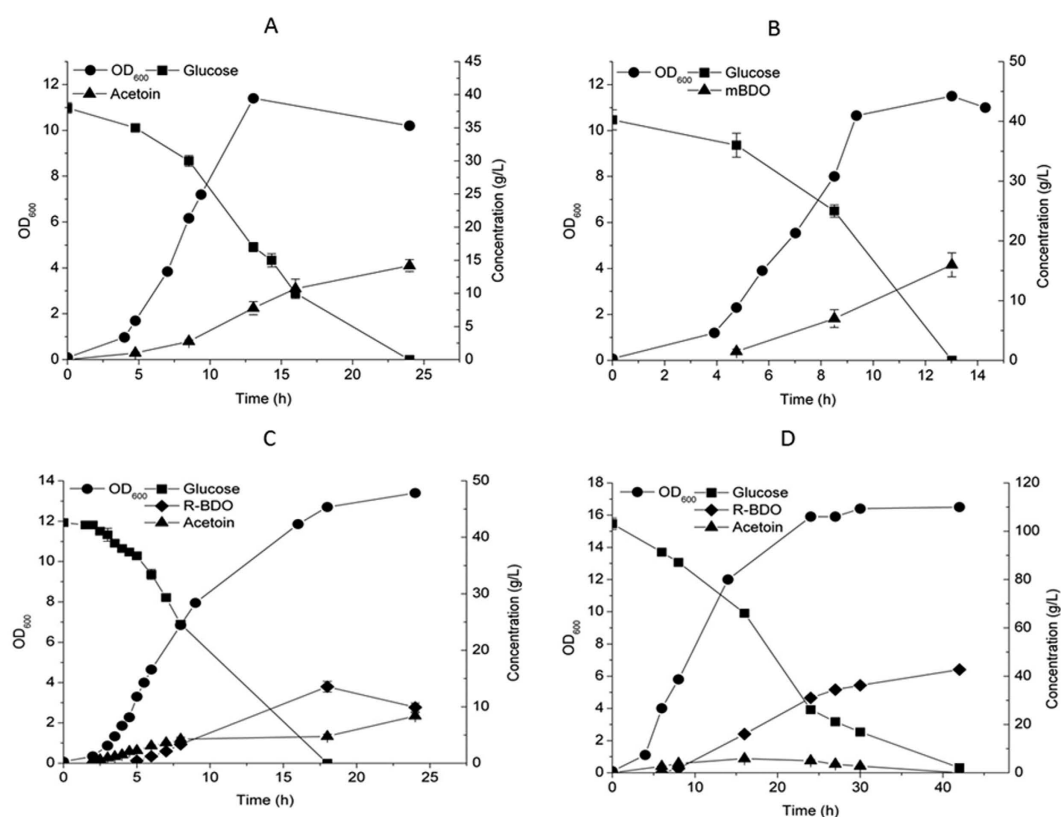 A
OD600 Glucose
Acetoin
12
10
8
6
4
2
0
OD600
45
40
35
30
25
20
15
10
5
0
Concentration (g/L)
0 5 10 15 20 25
Time (h)
B
OD600 Glucose
mBDO
12
10
8
6
4
2
0
OD600
50
40
30
20
10
0
Concentration (g/L)
0 2 4 6 8 10 12 14
Time (h)
C
OD600 Glucose
R-BDO
Acetoin
14
12
10
8
6
4
2
0
OD600
50
40
30
20
10
0
Concentration (g/L)
0 5 10 15 20 25
Time (h)
D
OD600 Glucose
R-BDO
Acetoin
18
16
14
12
10
8
6
4
2
0
OD600
120
100
80
60
40
20
0
Concentration (g/L)
0 10 20 30 40
Time (h)